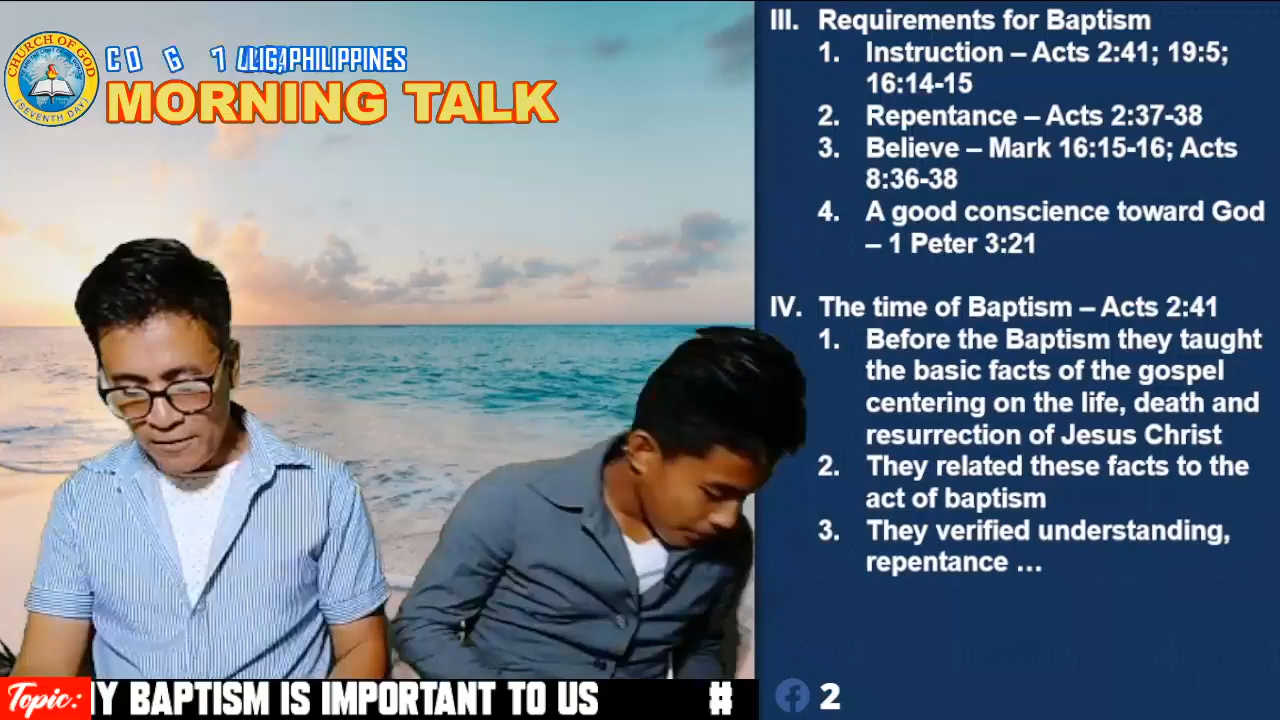 CHURCH OF GOD
(SEVENTH DAY)
PHILIPPINES
MORNING TALK
III. Requirements for Baptism
1. Instruction – Acts 2:41; 19:5;
16:14-15
2. Repentance – Acts 2:37-38
3. Believe – Mark 16:15-16; Acts
8:36-38
4. A good conscience toward God
– 1 Peter 3:21
IV. The time of Baptism – Acts 2:41
1. Before the Baptism they taught
the basic facts of the gospel
centering on the life, death and
resurrection of Jesus Christ
2. They related these facts to the
act of baptism
3. They verified understanding,
repentance ...
Topic:
Y BAPTISM IS IMPORTANT TO US #
2